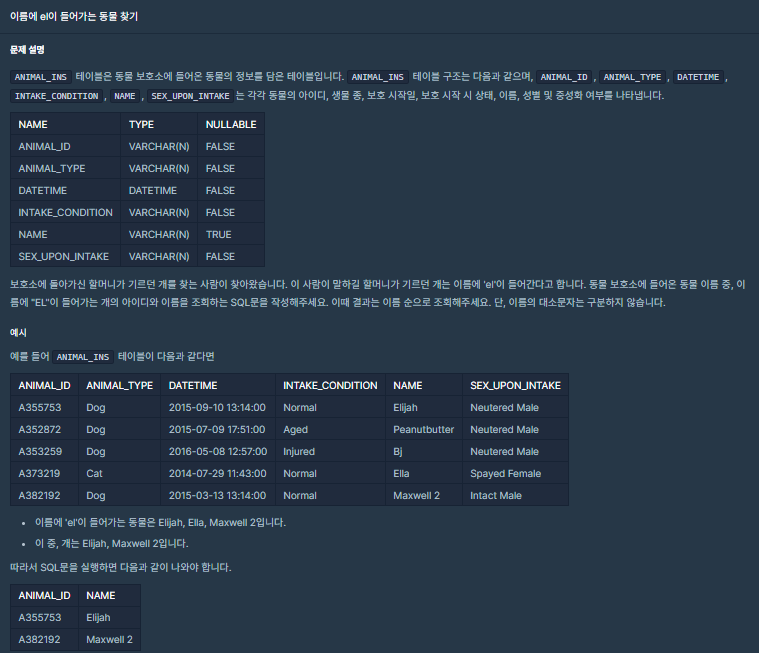 이름에 el이 들어가는 동물 찾기
문제 설명
ANIMAL_INS 테이블은 동물 보호소에 들어온 동물의 정보를 담은 테이블입니다. ANIMAL_INS 테이블 구조는 다음과 같으며, ANIMAL_ID, ANIMAL_TYPE, DATETIME,
INTAKE_CONDITION, NAME, SEX_UPON_INTAKE는 각각 동물의 아이디, 생물 종, 보호 시작일, 보호 시작 시 상태, 이름, 성별 및 중성화 여부를 나타냅니다.
NAME TYPE NULLABLE
ANIMAL_ID VARCHAR(N) FALSE
ANIMAL_TYPE VARCHAR(N) FALSE
DATETIME DATETIME FALSE
INTAKE_CONDITION VARCHAR(N) FALSE
NAME VARCHAR(N) TRUE
SEX_UPON_INTAKE VARCHAR(N) FALSE
보호소에 돌아가신 할머니가 기르던 개를 찾는 사람이 찾아왔습니다. 이 사람이 말하길 할머니가 기르던 개는 이름에 'el'이 들어간다고 합니다. 동물 보호소에 들어온 동물 이름 중, 이
름에 "EL"이 들어가는 개의 아이디와 이름을 조회하는 SQL문을 작성해주세요. 이때 결과는 이름 순으로 조회해주세요. 단, 이름의 대소문자는 구분하지 않습니다.
예시
예를 들어 ANIMAL_INS 테이블이 다음과 같다면
ANIMAL_ID ANIMAL_TYPE DATETIME INTAKE_CONDITION NAME SEX_UPON_INTAKE
A355753 Dog 2015-09-10 13:14:00 Normal Elijah Neutered Male
A352872 Dog 2015-07-09 17:51:00 Aged Peanutbutter Neutered Male
A353259 Dog 2016-05-08 12:57:00 Injured Bj Neutered Male
A373219 Cat 2014-07-29 11:43:00 Normal Ella Spayed Female
A382192 Dog 2015-03-13 13:14:00 Normal Maxwell 2 Intact Male
• 이름에 'el'이 들어가는 동물은 Elijah, Ella, Maxwell 2입니다.
• 이 중, 개는 Elijah, Maxwell 2입니다.
따라서 SQL문을 실행하면 다음과 같이 나와야 합니다.
ANIMAL_ID NAME
A355753 Elijah
A382192 Maxwell 2